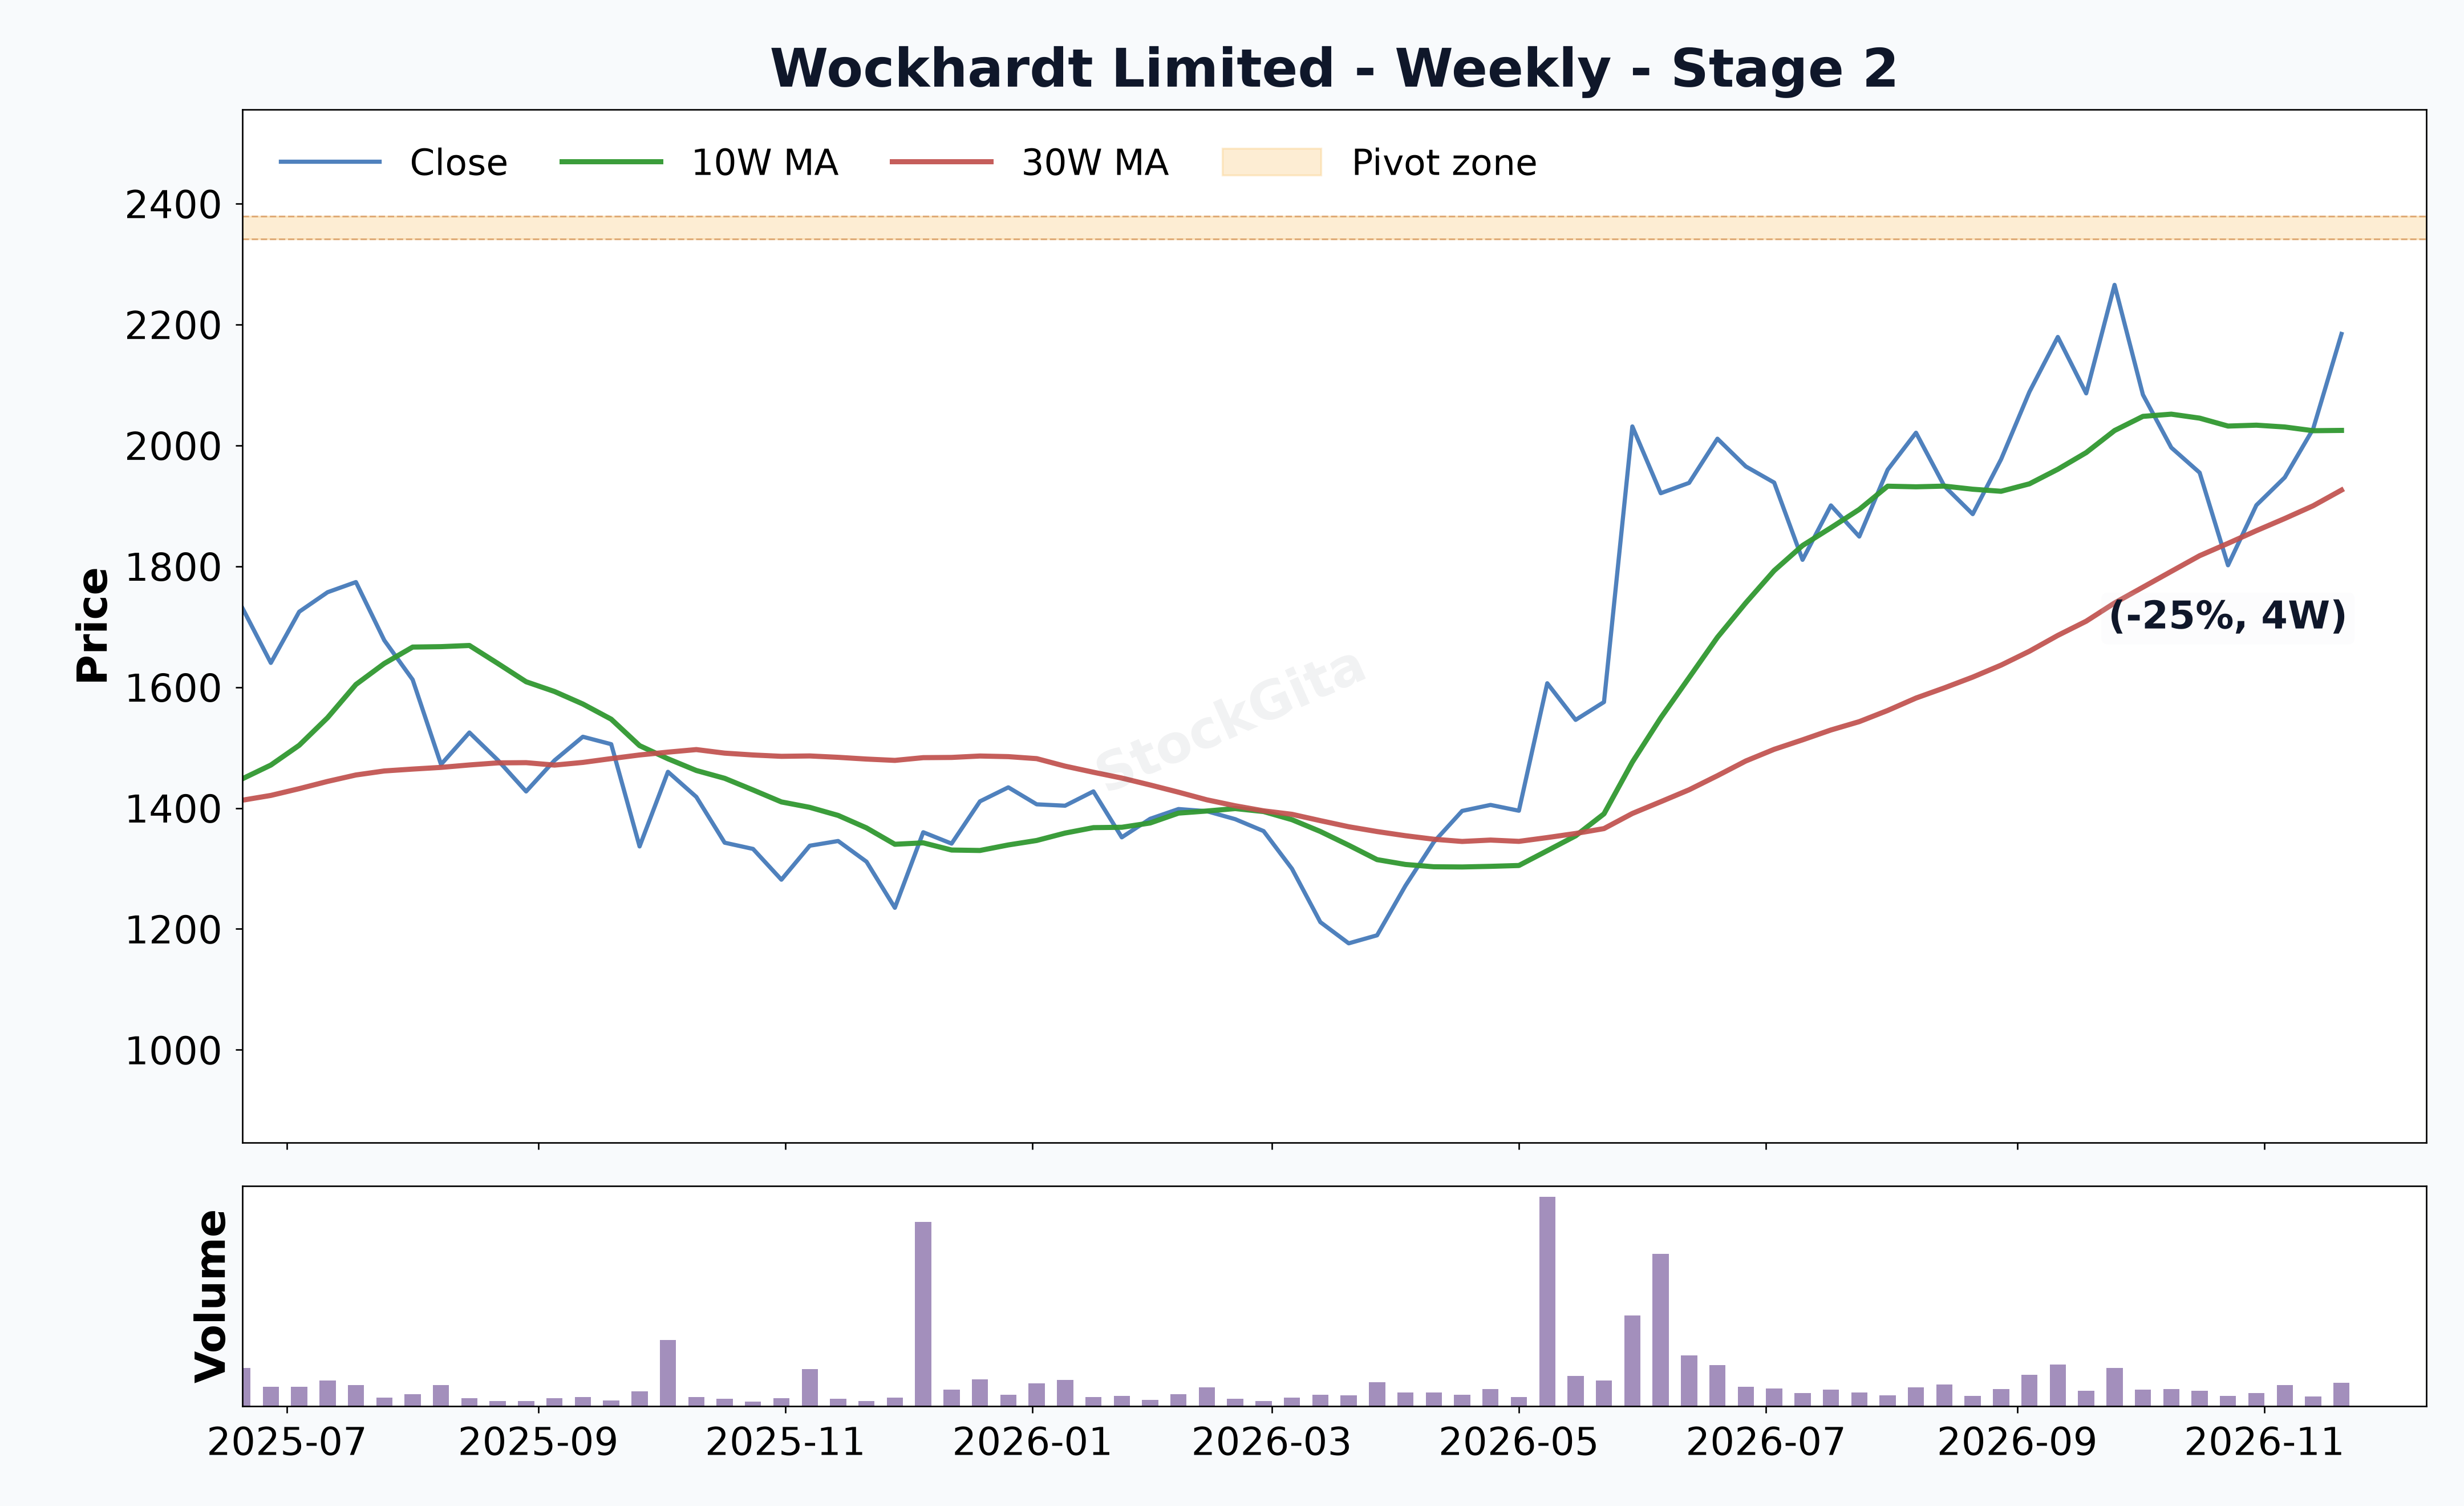 Wockhardt Limited - Weekly - Stage 2
Close 10W MA 30W MA Pivot zone
Price
2400
2200
2000
1800
1600
1400
1200
1000
(-25%, 4W)
StockGita
Volume
2025-07 2025-09 2025-11 2026-01 2026-03 2026-05 2026-07 2026-09 2026-11